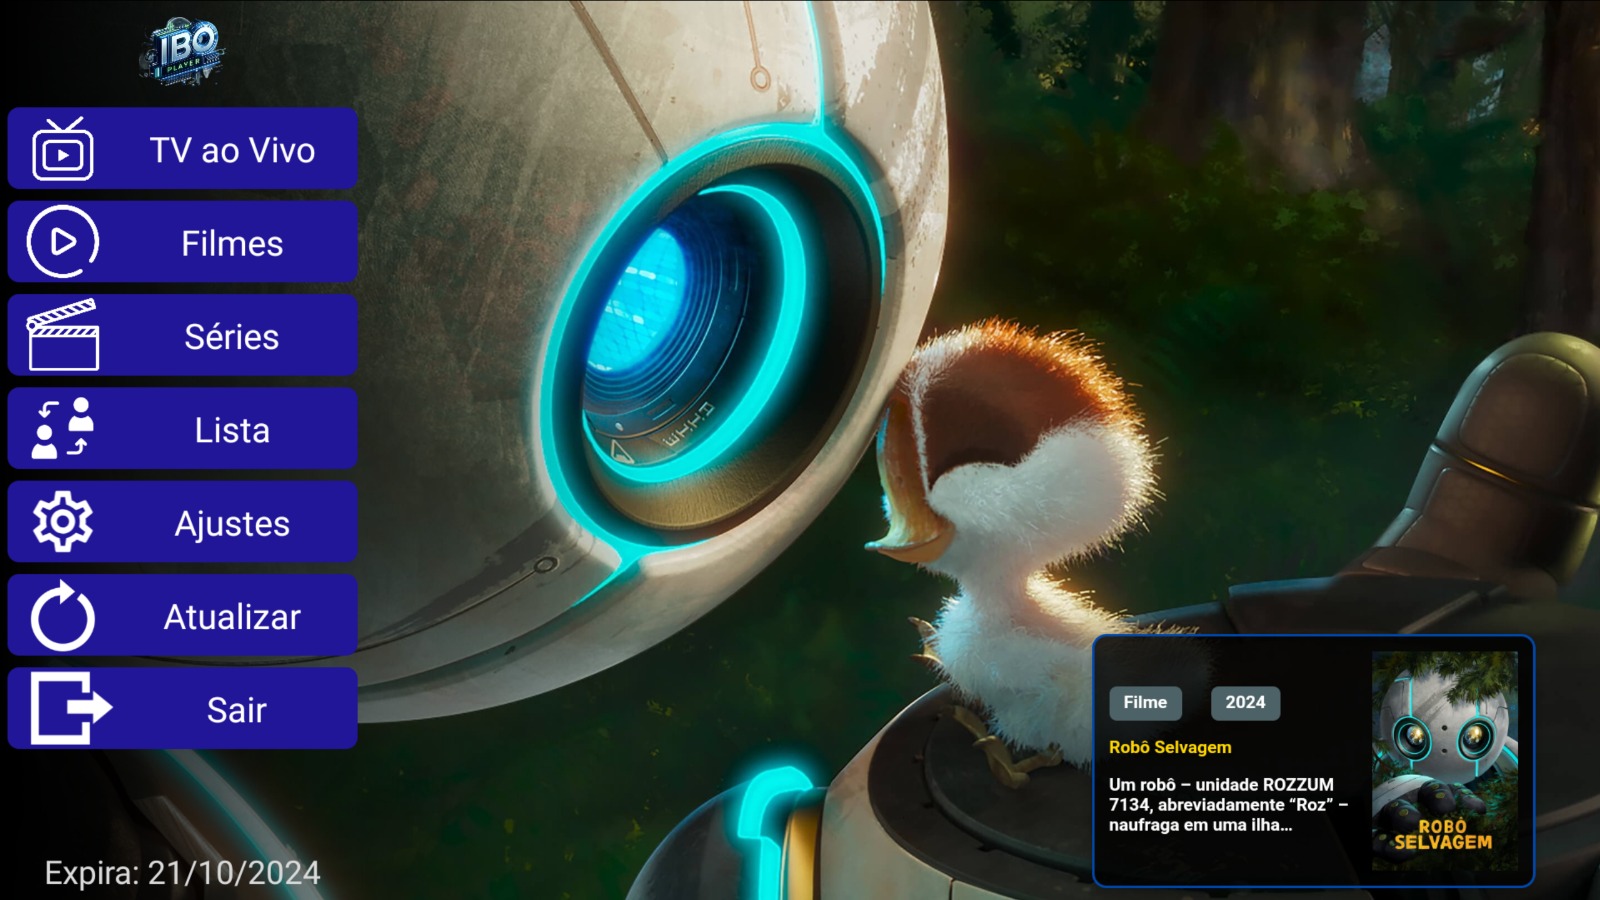 IBO
PLAYER
TV ao Vivo
Filmes
Séries
Lista
Ajustes
Atualizar
Sair
Expira: 21/10/2024
Filme
2024
Robô Selvagem
Um robô – unidade ROZZUM
7134, abreviadamente “Roz” –
naufraga em uma ilha...
ROBÔ
SELVAGEM